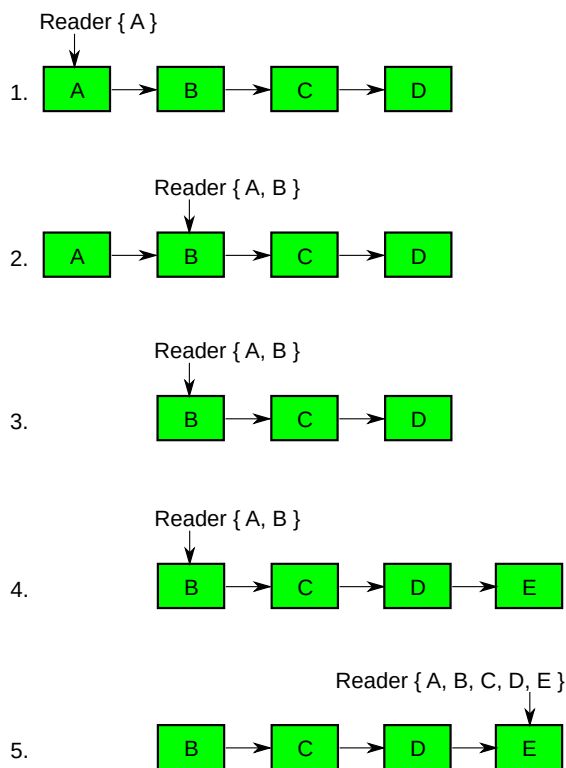 Reader { A }
1. A B C D
Reader { A, B }
2. A B C D
Reader { A, B }
3. B C D
Reader { A, B }
4. B C D E
Reader { A, B, C, D, E }
5. B C D E